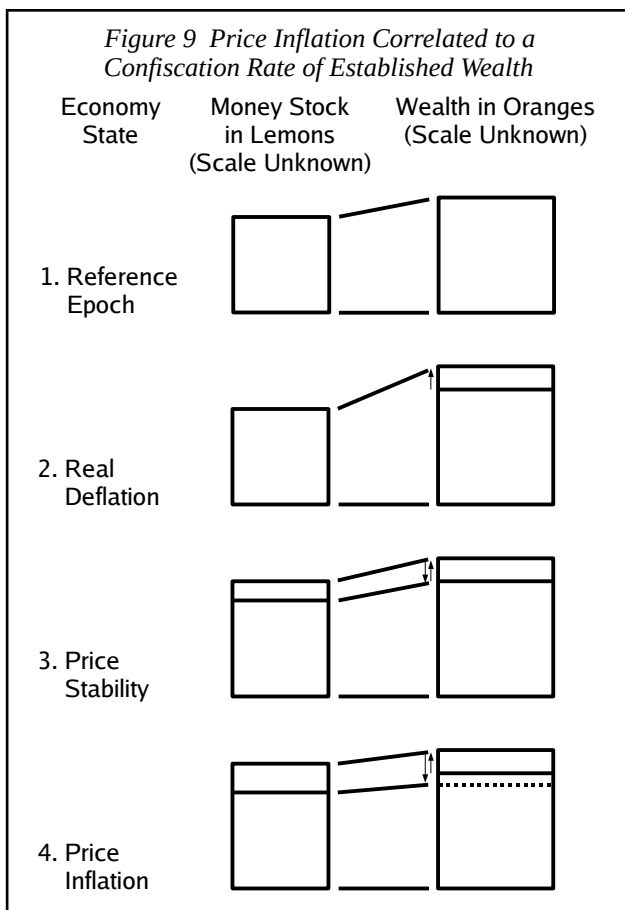 Figure 9 Price Inflation Correlated to a
Confiscation Rate of Established Wealth
Economy
State
Money Stock
in Lemons
(Scale Unknown)
Wealth in Oranges
(Scale Unknown)
1. Reference
Epoch
2. Real
Deflation
3. Price
Stability
4. Price
Inflation